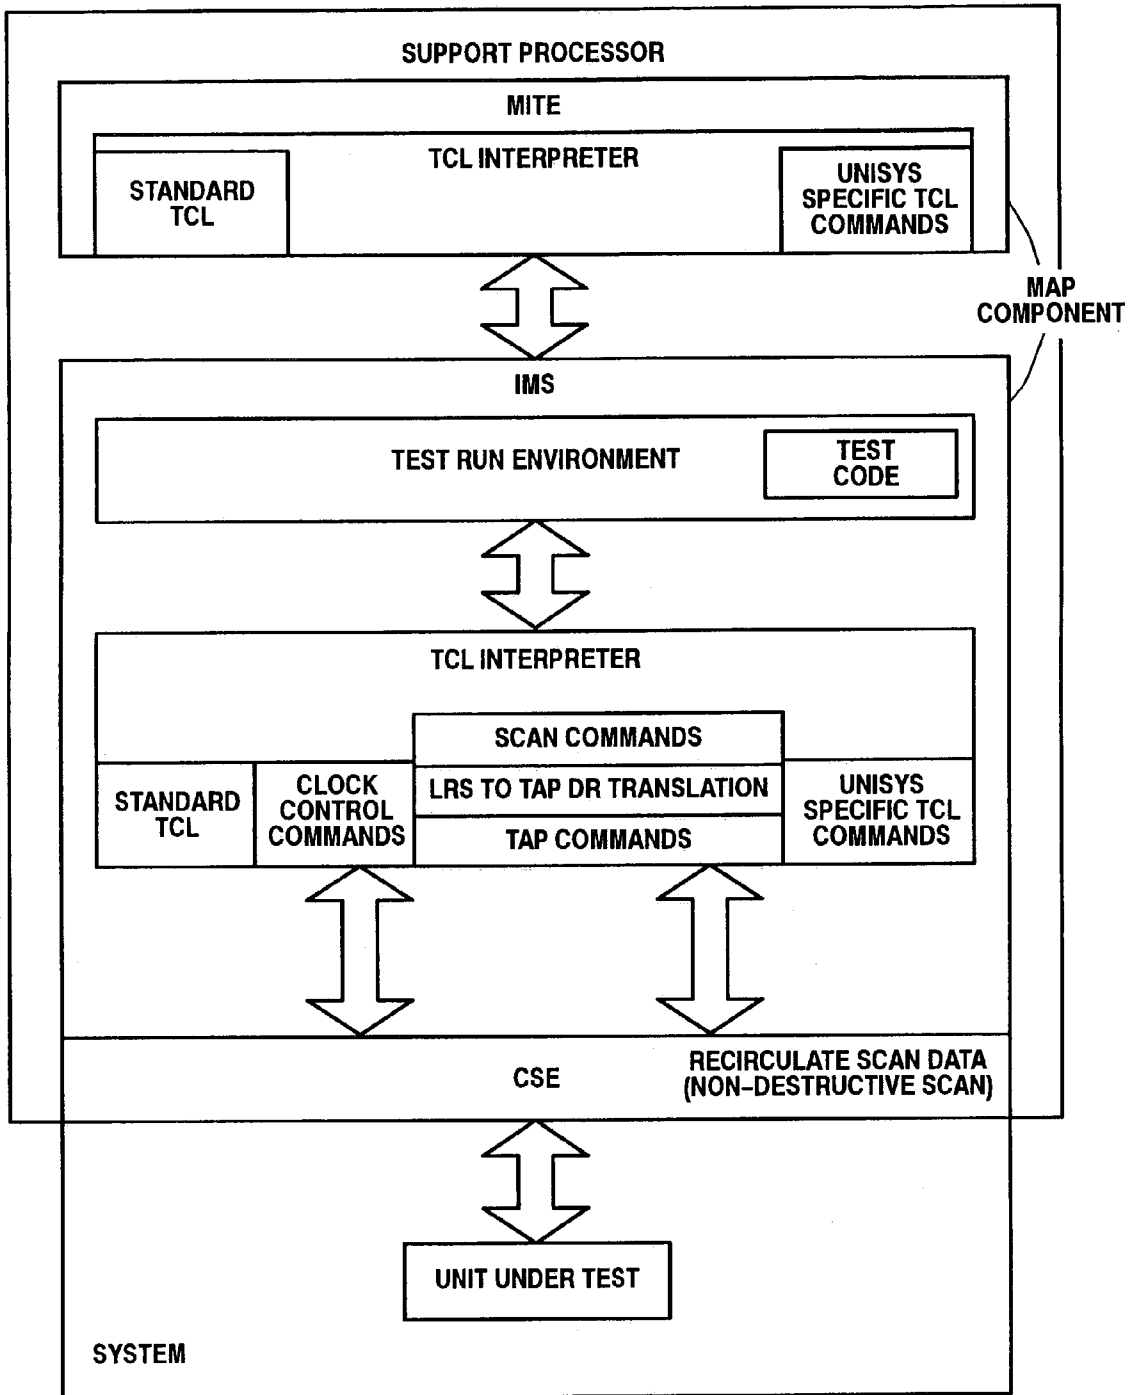 SUPPORT PROCESSOR
MITE
TCL INTERPRETER
STANDARD
TCL
UNISYS
SPECIFIC TCL
COMMANDS
MAP
COMPONENT
IMS
TEST RUN ENVIRONMENT
TEST
CODE
TCL INTERPRETER
SCAN COMMANDS
LRS TO TAP DR TRANSLATION
TAP COMMANDS
STANDARD
TCL
CLOCK
CONTROL
COMMANDS
UNISYS
SPECIFIC TCL
COMMANDS
CSE
RECIRCULATE SCAN DATA
(NON-DESTRUCTIVE SCAN)
UNIT UNDER TEST
SYSTEM